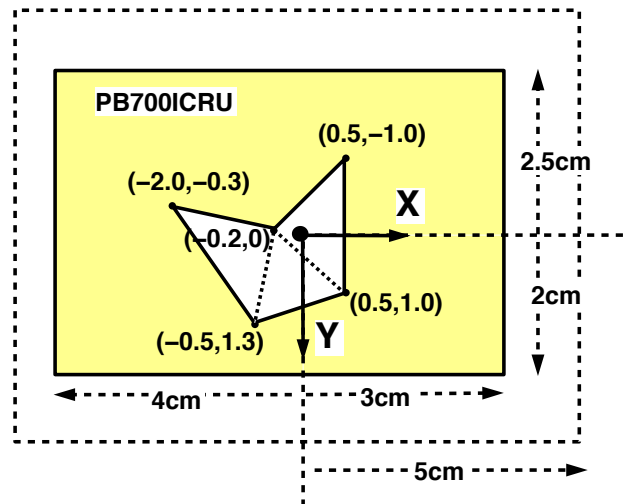 PB700ICRU
(0.5,−1.0)
2.5cm
(−2.0,−0.3)
X
(−0.2,0)
2cm
(0.5,1.0)
(−0.5,1.3)
Y
4cm
3cm
5cm